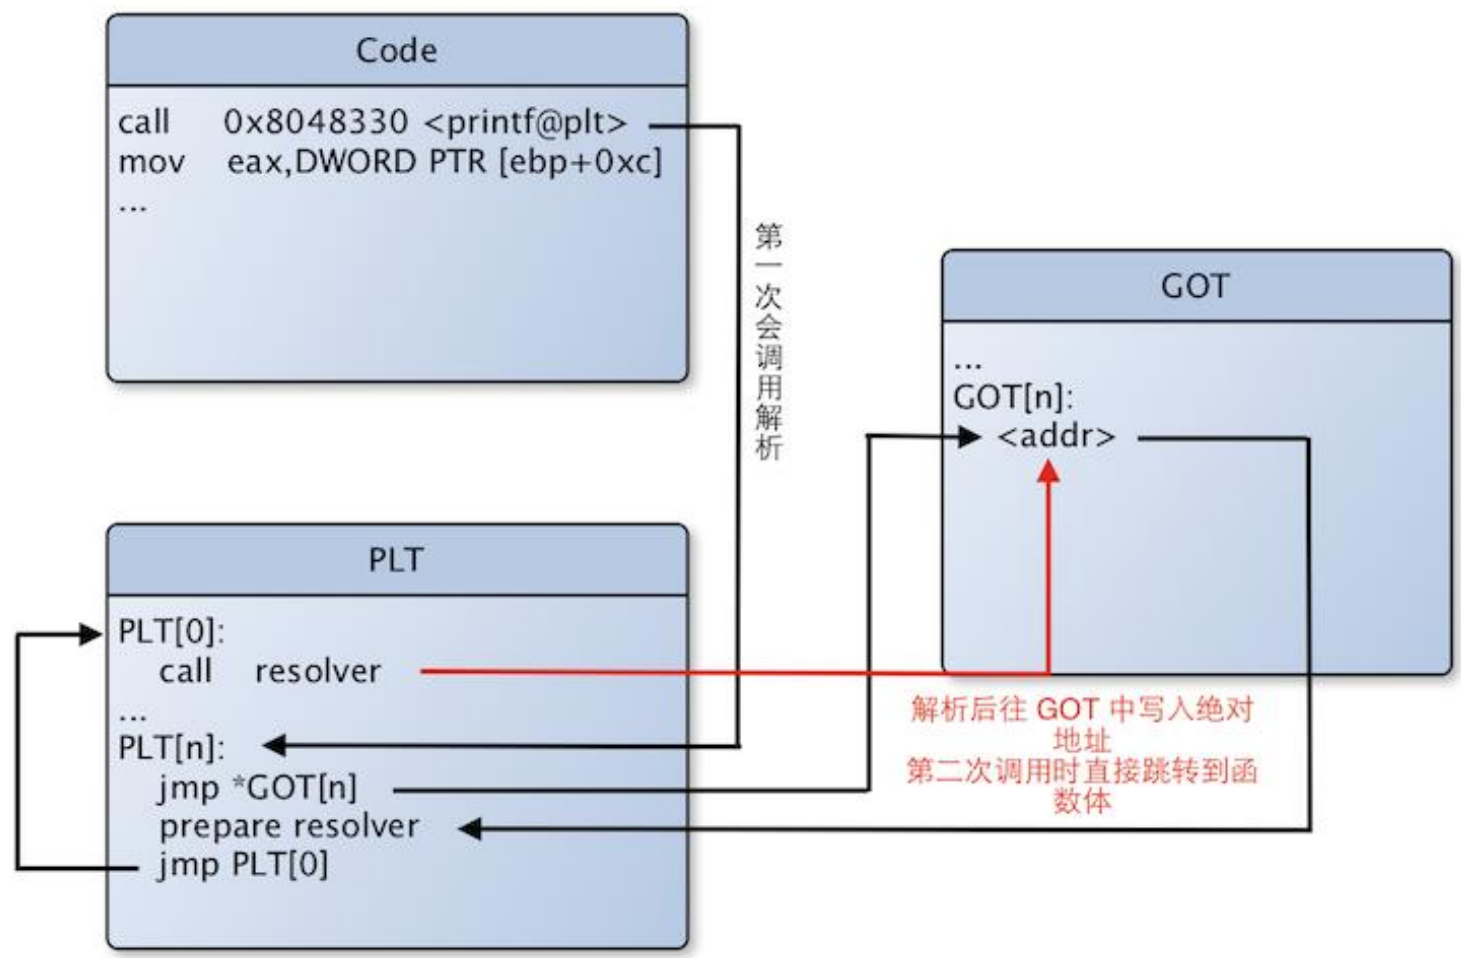 Code
call 0x8048330 <printf@plt>
mov eax,DWORD PTR [ebp+0xc]
...
第一次会调用解析
GOT
...
GOT[n]:
<addr>
PLT
PLT[0]:
call resolver
...
PLT[n]:
jmp *GOT[n]
prepare resolver
jmp PLT[0]
解析后往 GOT 中写入绝对
地址
第二次调用时直接跳转到函
数体